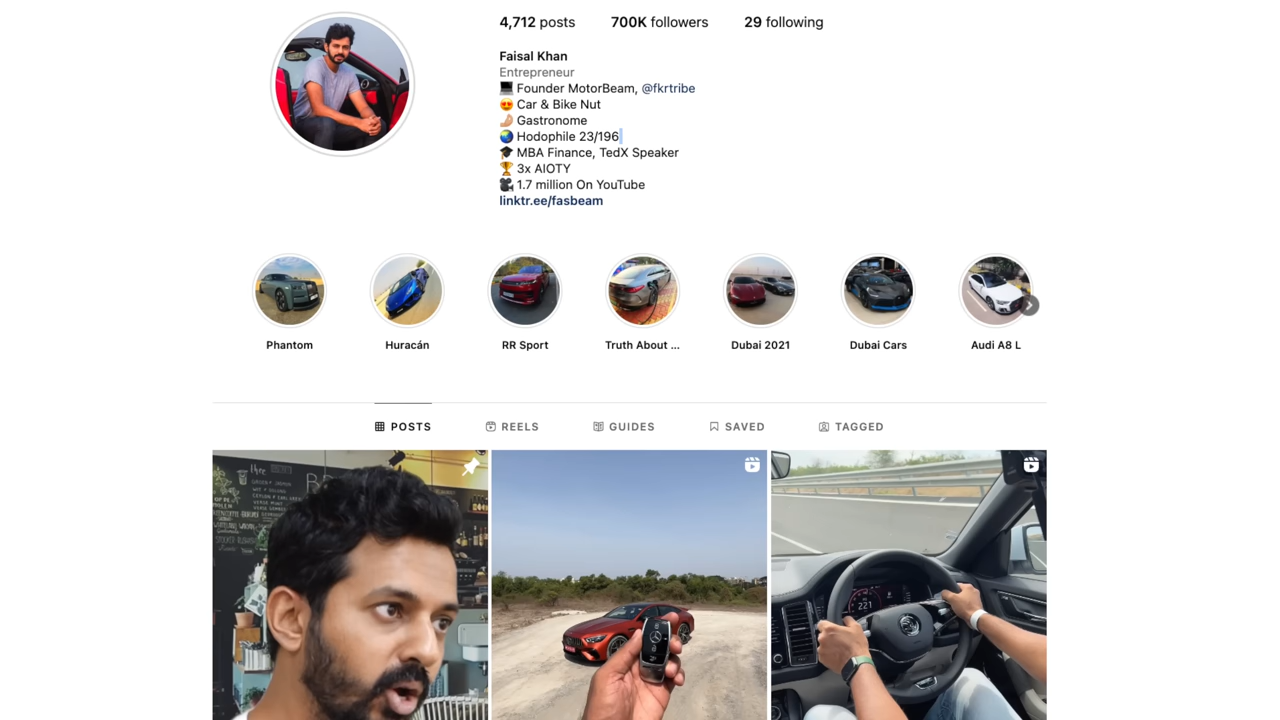 4,712 posts 700K followers 29 following
Faisal Khan
Entrepreneur
💻 Founder MotorBeam, @fkrtribe
😍 Car & Bike Nut
🤌🏼 Gastronome
🌏 Hodophile 23/196
🎓 MBA Finance, TedX Speaker
🏆 3x AIOTY
🎥 1.7 million On YouTube
linktr.ee/fasbeam
Phantom Huracán RR Sport Truth About ... Dubai 2021 Dubai Cars Audi A8 L
POSTS REELS GUIDES SAVED TAGGED
221